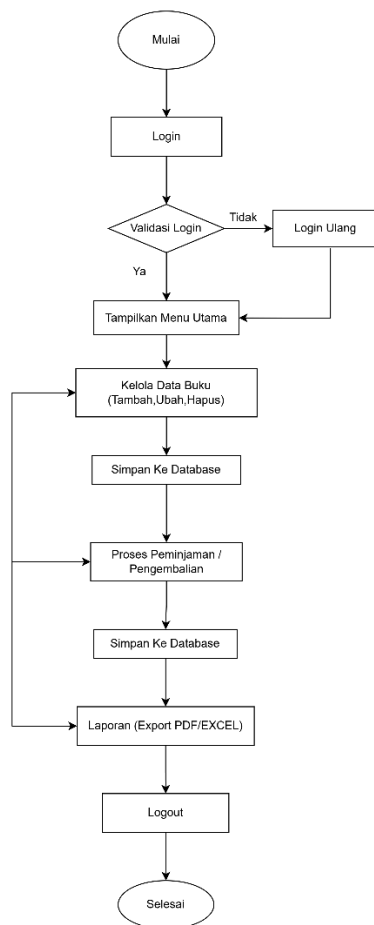 Mulai
Login
Validasi Login
Tidak
Login Ulang
Ya
Tampilkan Menu Utama
Kelola Data Buku
(Tambah,Ubah,Hapus)
Simpan Ke Database
Proses Peminjaman /
Pengembalian
Simpan Ke Database
Laporan (Export PDF/EXCEL)
Logout
Selesai